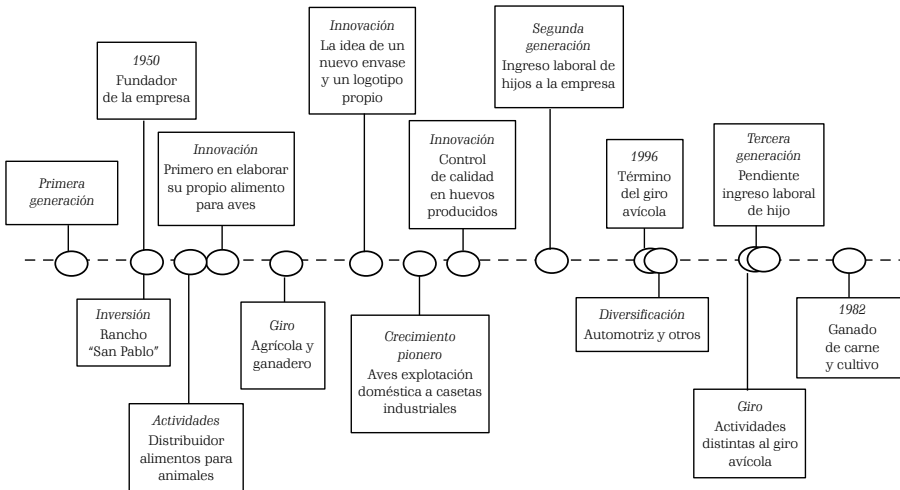 Primera
generación
1950
Fundador
de la empresa
Inversión
Rancho
“San Pablo”
Actividades
Distribuidor
alimentos para
animales
Innovación
Primero en elaborar
su propio alimento
para aves
Giro
Agrícola y
ganadero
Innovación
La idea de un
nuevo envase
y un logotipo
propio
Crecimiento
pionero
Aves explotación
doméstica a casetas
industriales
Innovación
Control
de calidad
en huevos
producidos
Segunda
generación
Ingreso laboral de
hijos a la empresa
1996
Término
del giro
avícola
Diversificación
Automotriz y otros
Tercera
generación
Pendiente
ingreso laboral
de hijo
Giro
Actividades
distintas al giro
avícola
1982
Ganado
de carne
y cultivo